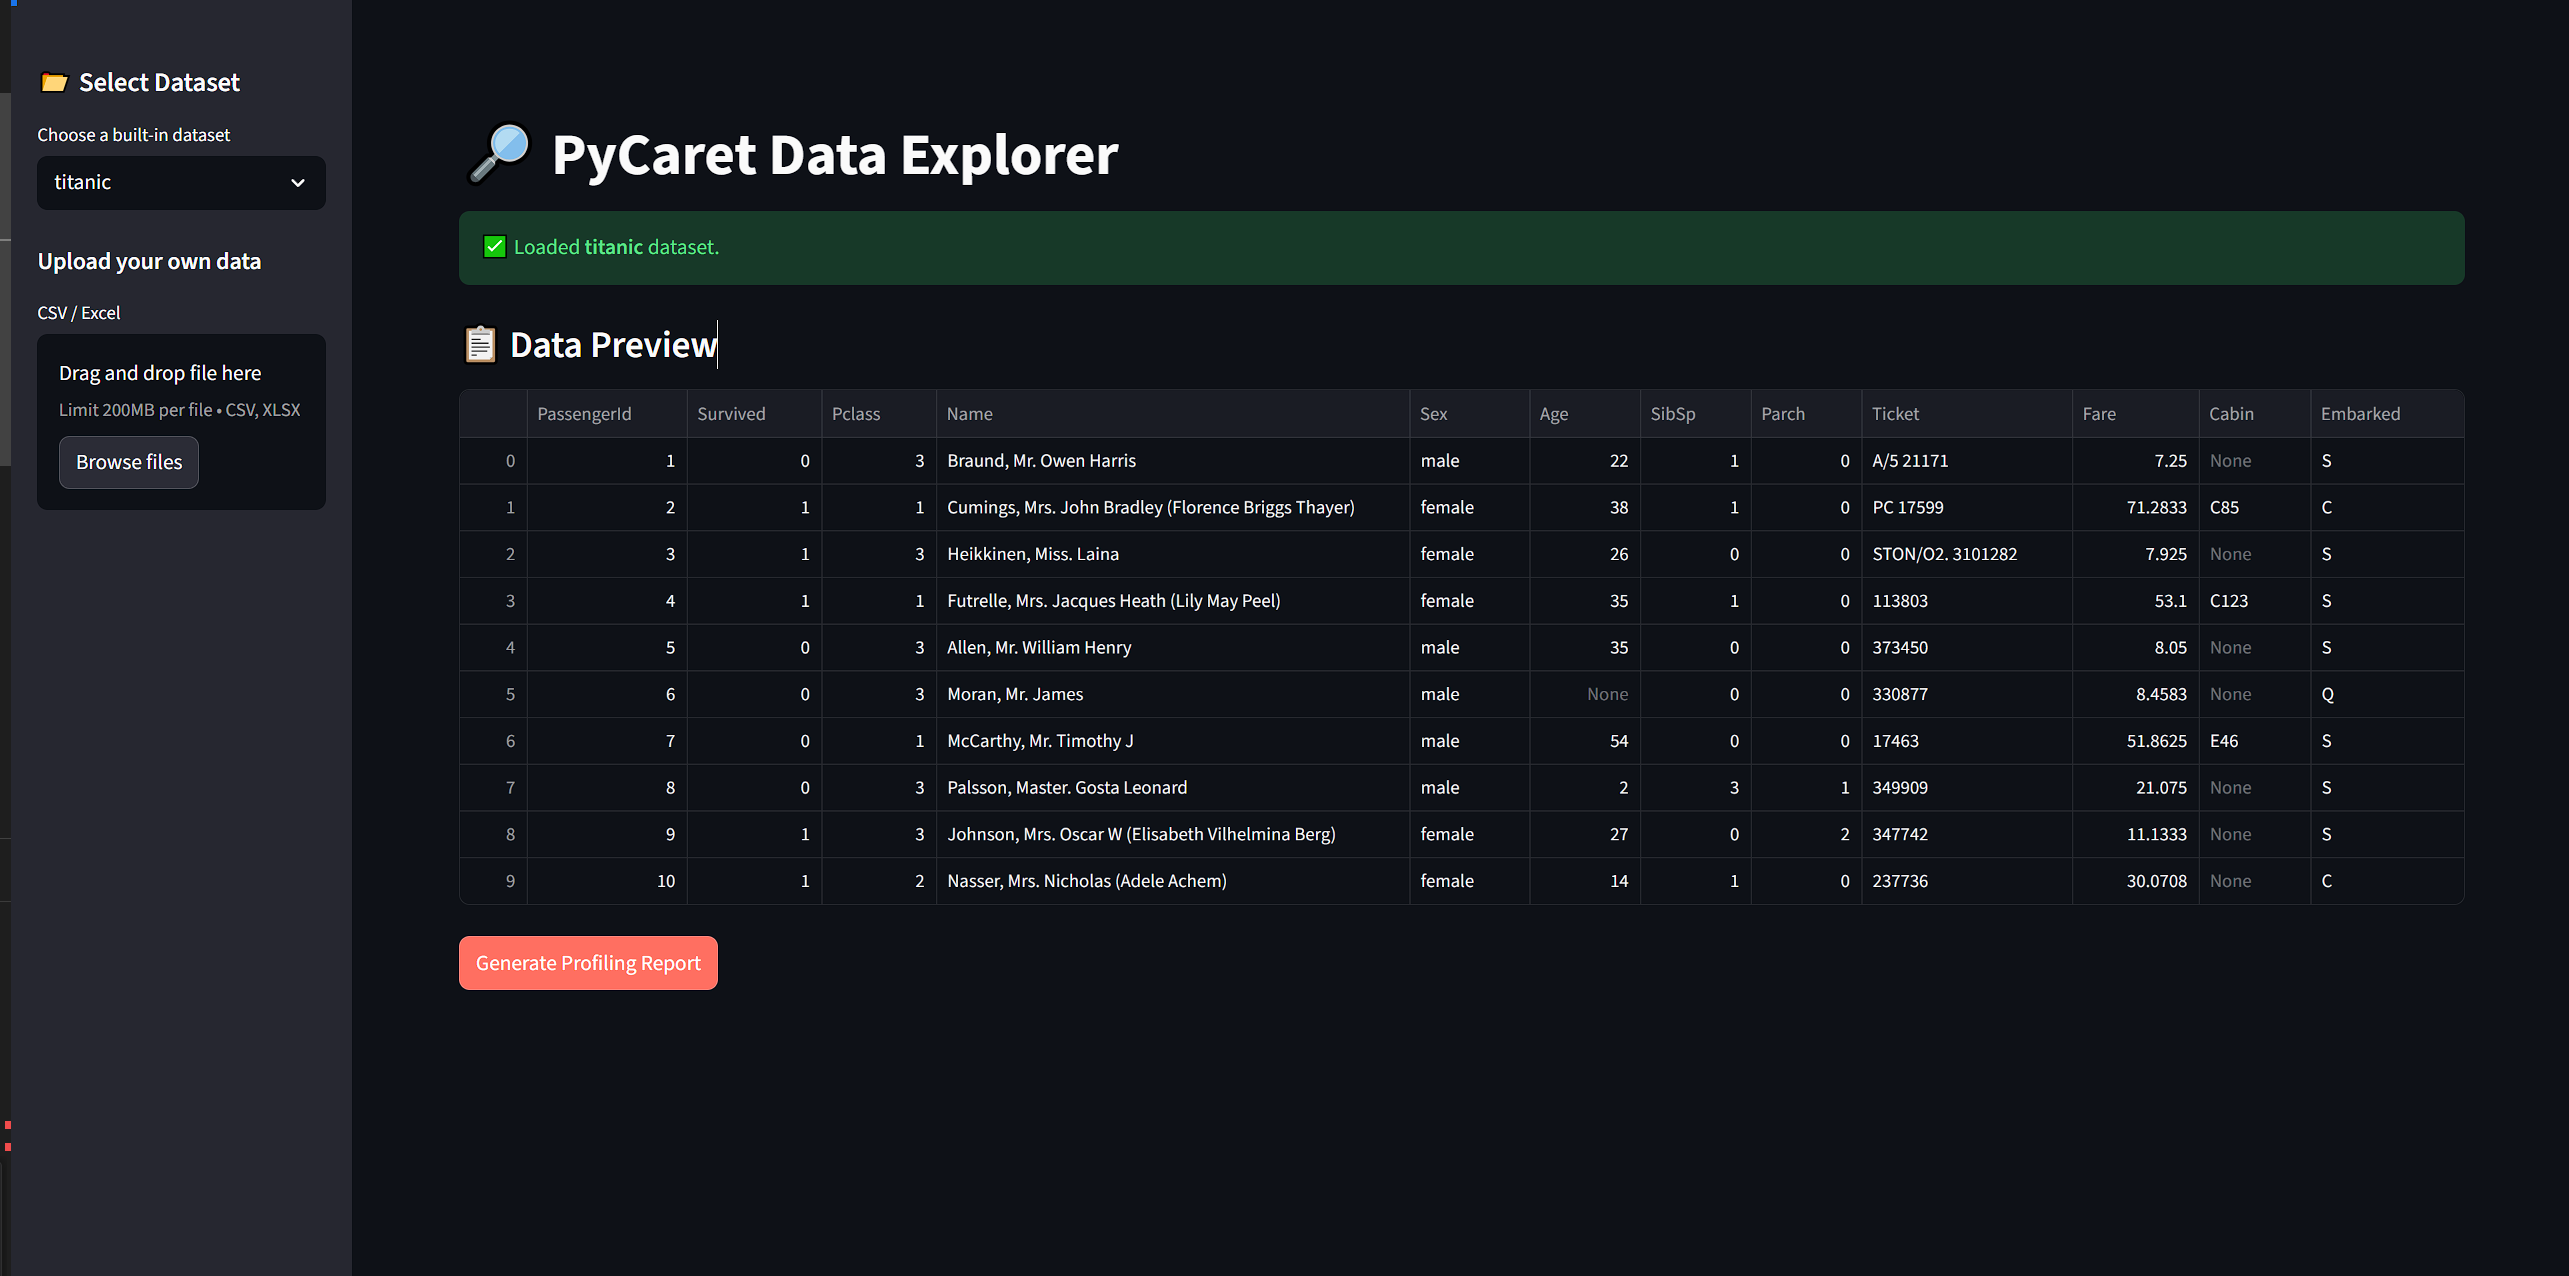 Select Dataset
Choose a built-in dataset
titanic
Upload your own data
CSV / Excel
Drag and drop file here
Limit 200MB per file • CSV, XLSX
Browse files
PyCaret Data Explorer
Loaded titanic dataset.
Data Preview
PassengerId Survived Pclass Name Sex Age SibSp Parch Ticket Fare Cabin Embarked
0 1 0 3 Braund, Mr. Owen Harris male 22 1 0 A/5 21171 7.25 None S
1 2 1 1 Cumings, Mrs. John Bradley (Florence Briggs Thayer) female 38 1 0 PC 17599 71.2833 C85 C
2 3 1 3 Heikkinen, Miss. Laina female 26 0 0 STON/O2. 3101282 7.925 None S
3 4 1 1 Futrelle, Mrs. Jacques Heath (Lily May Peel) female 35 1 0 113803 53.1 C123 S
4 5 0 3 Allen, Mr. William Henry male 35 0 0 373450 8.05 None S
5 6 0 3 Moran, Mr. James male None 0 0 330877 8.4583 None Q
6 7 0 1 McCarthy, Mr. Timothy J male 54 0 0 17463 51.8625 E46 S
7 8 0 3 Palsson, Master. Gosta Leonard male 2 3 1 349909 21.075 None S
8 9 1 3 Johnson, Mrs. Oscar W (Elisabeth Vilhelmina Berg) female 27 0 2 347742 11.1333 None S
9 10 1 2 Nasser, Mrs. Nicholas (Adele Achem) female 14 1 0 237736 30.0708 None C
Generate Profiling Report